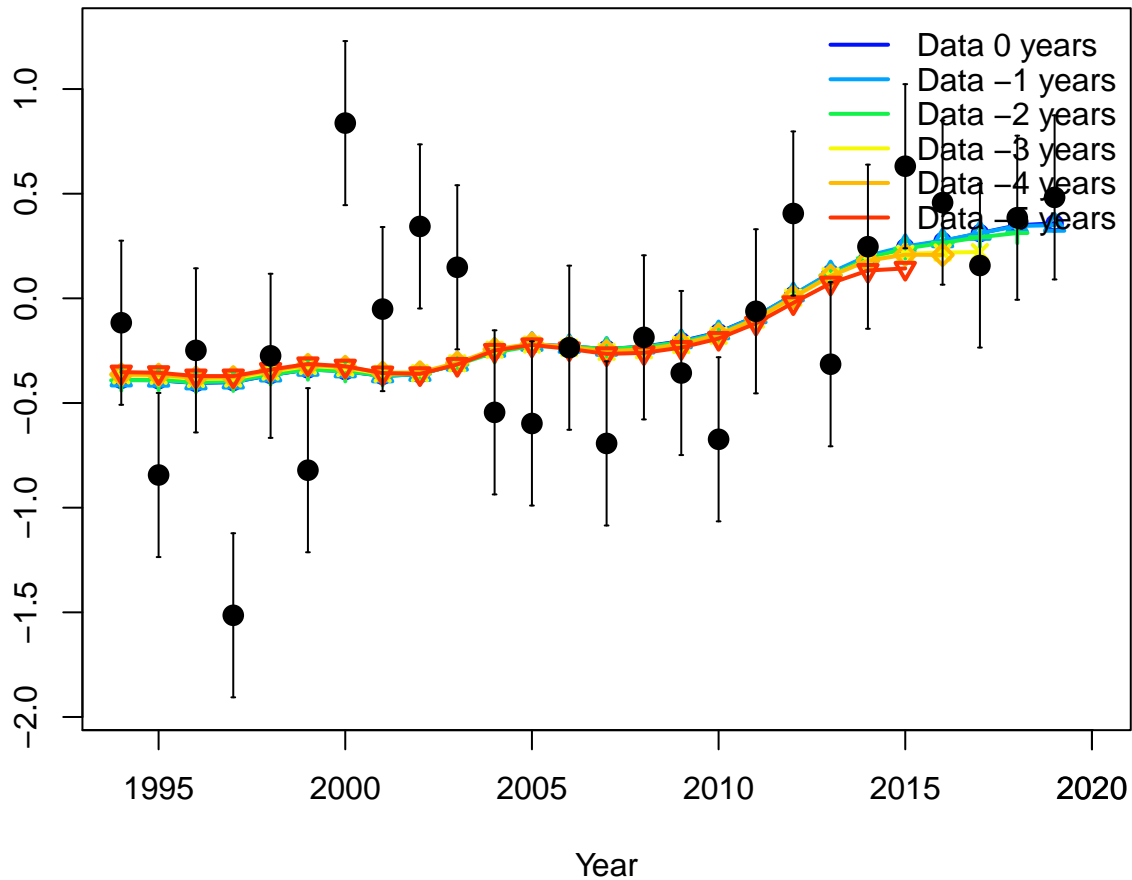 Data 0 years
Data −1 years
Data −2 years
Data −3 years
Data −4 years
Data years
1.0
0.5
0.0
−0.5
−1.0
−1.5
−2.0
1995 2000 2005 2010 2015 2020
Year